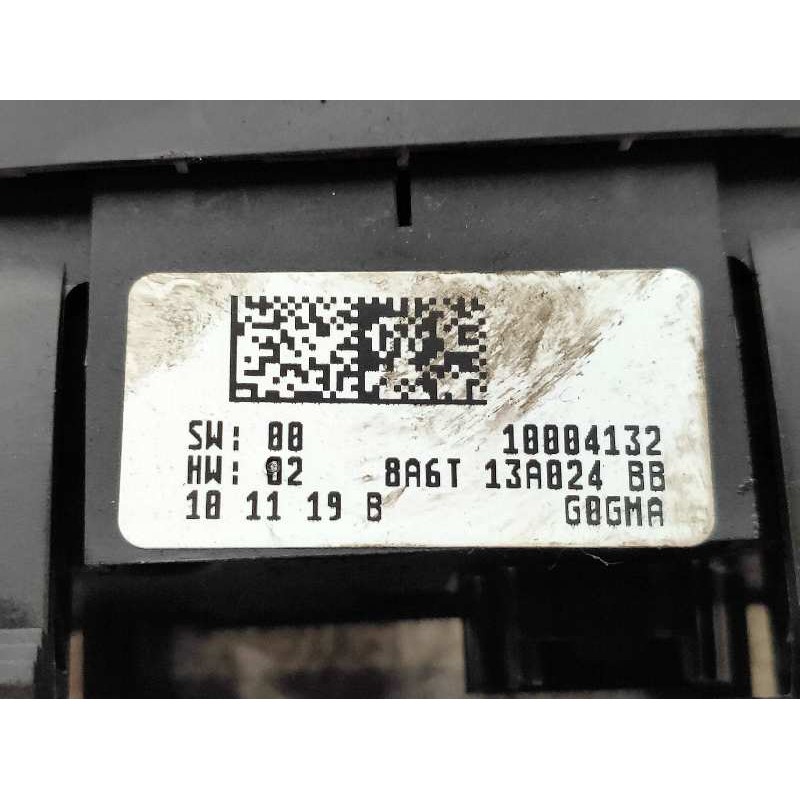 SW: 00 10004132
HW: 02 8A6T 13A024 BB
10 11 19 B G0GMA